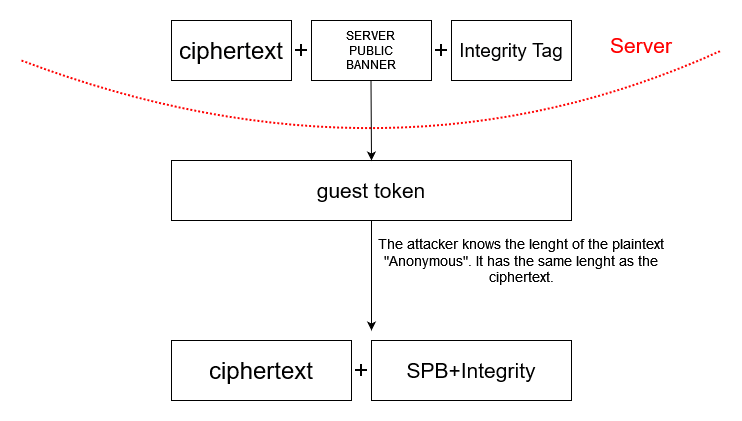 ciphertext + SERVER PUBLIC BANNER + Integrity Tag
Server
guest token
The attacker knows the lenght of the plaintext
"Anonymous". It has the same lenght as the
ciphertext.
ciphertext + SPB+Integrity